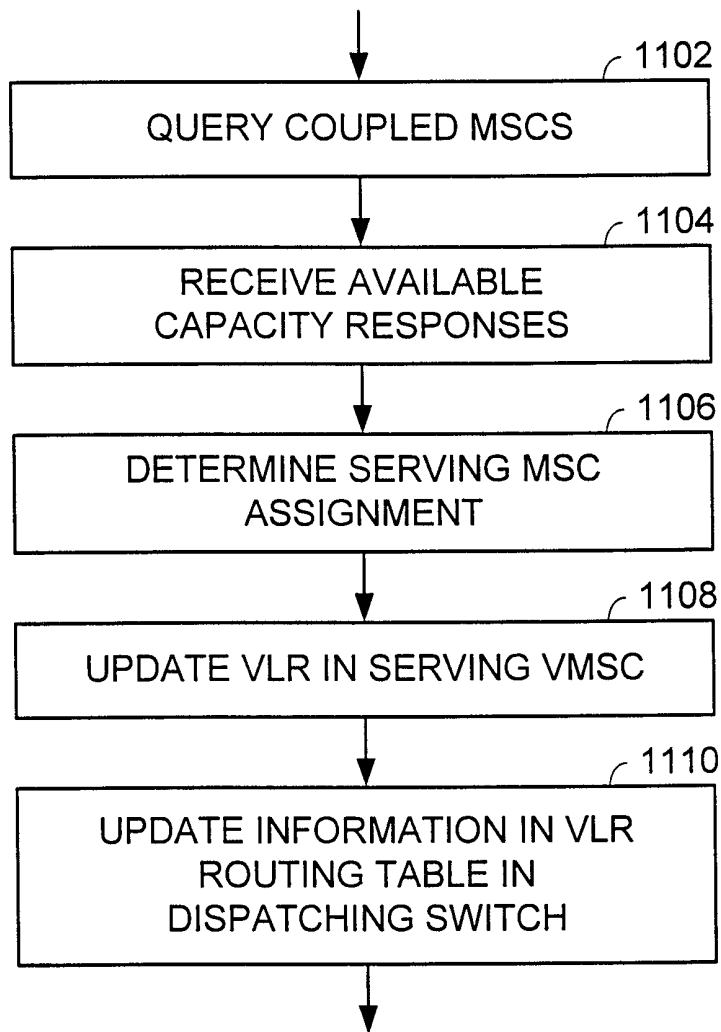 1102
QUERY COUPLED MSCS
1104
RECEIVE AVAILABLE
CAPACITY RESPONSES
1106
DETERMINE SERVING MSC
ASSIGNMENT
1108
UPDATE VLR IN SERVING VMSC
1110
UPDATE INFORMATION IN VLR
ROUTING TABLE IN
DISPATCHING SWITCH